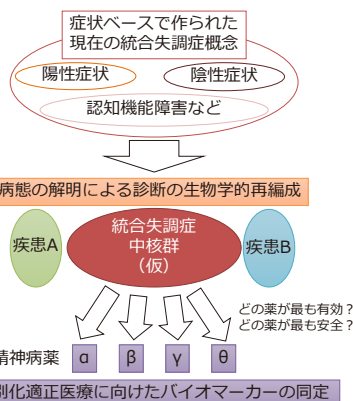 症状ベースで作られた
現在の統合失調症概念
陽性症状 陰性症状
認知機能障害など
病態の解明による診断の生物学的再編成
疾患A 統合失調症 疾患B
中核群
（仮）
どの薬が最も有効？
どの薬が最も安全？
精神病薬 α β γ θ
別化適正医療に向けたバイオマーカーの同定